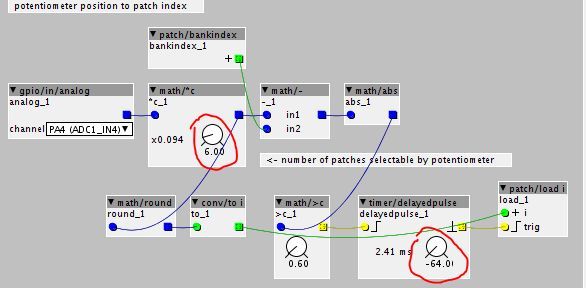 potentiometer position to patch index
patch/bankindex
bankindex_1
+
gpio/in/analog
analog_1
channel PA4 (ADC1_IN4)
math/*c
*c_1
x0.094
6.00
math/-
-_1
in1
in2
math/abs
abs_1
<- number of patches selectable by potentiometer
math/round
round_1
conv/to i
to_1
math/>c
>c_1
0.60
timer/delayedpulse
delayedpulse_1
2.41 ms
-64.00
patch/load i
load_1
+ i
trig